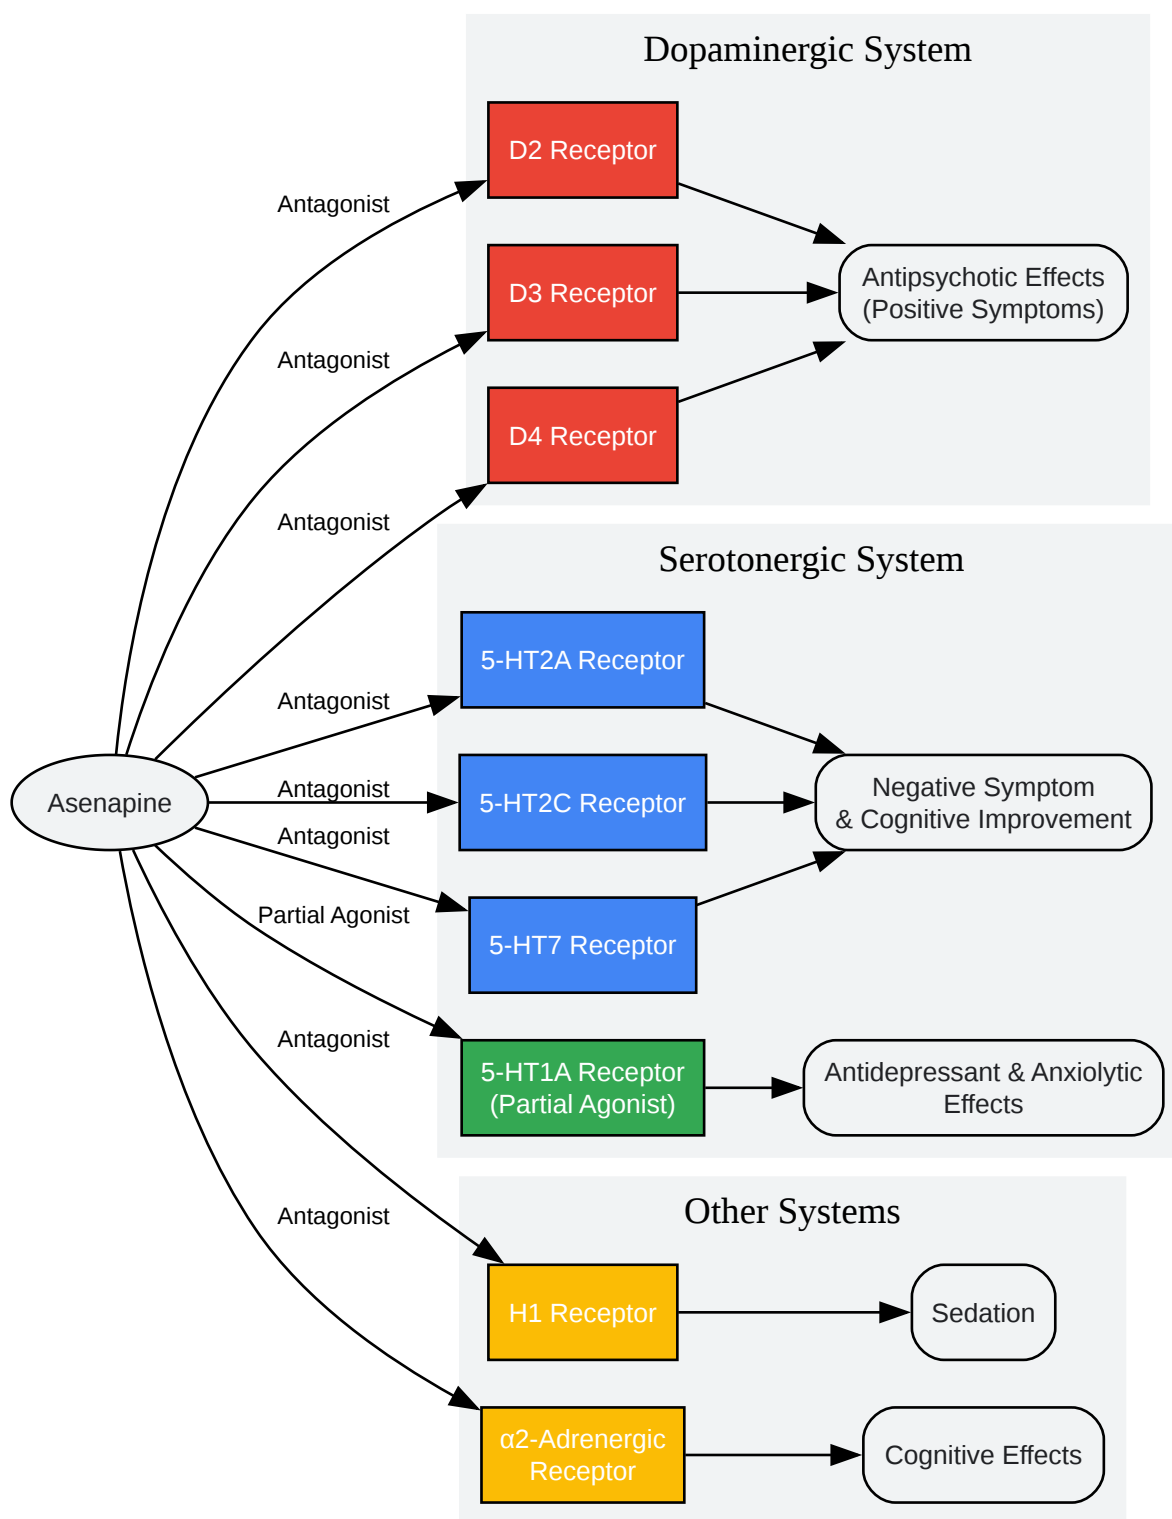 Dopaminergic System
D2 Receptor
Antagonist
D3 Receptor
Antipsychotic Effects
(Positive Symptoms)
Antagonist
D4 Receptor
Antagonist
Serotonergic System
5-HT2A Receptor
Antagonist
Asenapine
Antagonist
5-HT2C Receptor
Negative Symptom
& Cognitive Improvement
Antagonist
Partial Agonist
5-HT7 Receptor
Antagonist
5-HT1A Receptor
(Partial Agonist)
Antidepressant & Anxiolytic
Effects
Antagonist
Other Systems
H1 Receptor
Sedation
α2-Adrenergic
Receptor
Cognitive Effects